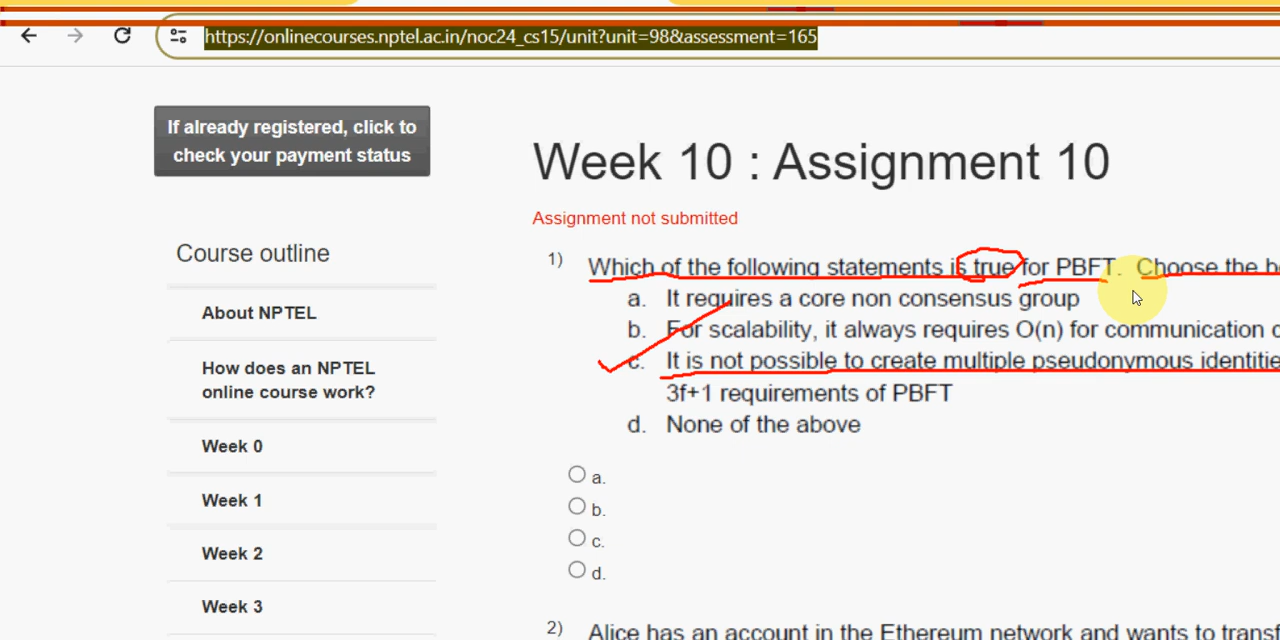 https://onlinecourses.nptel.ac.in/noc24_cs15/unit?unit=98&assessment=165
If already registered, click to
check your payment status
Week 10 : Assignment 10
Assignment not submitted
Course outline
About NPTEL
How does an NPTEL
online course work?
Week 0
Week 1
Week 2
Week 3
1) Which of the following statements is true for PBFT. Choose the
a. It requires a core non consensus group
b. For scalability, it always requires O(n) for communication
c. It is not possible to create multiple pseudonymous
3f+1 requirements of PBFT
d. None of the above
a.
b.
c.
d.
2) Alice has an account in the Ethereum network and wants to